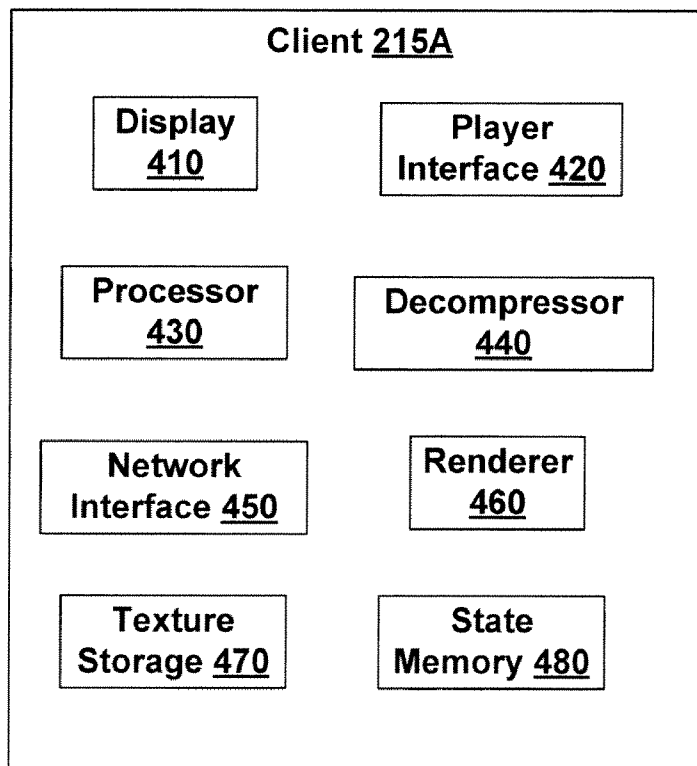 Client 215A
Display
410
Player
Interface 420
Processor
430
Decompressor
440
Network
Interface 450
Renderer
460
Texture
Storage 470
State
Memory 480